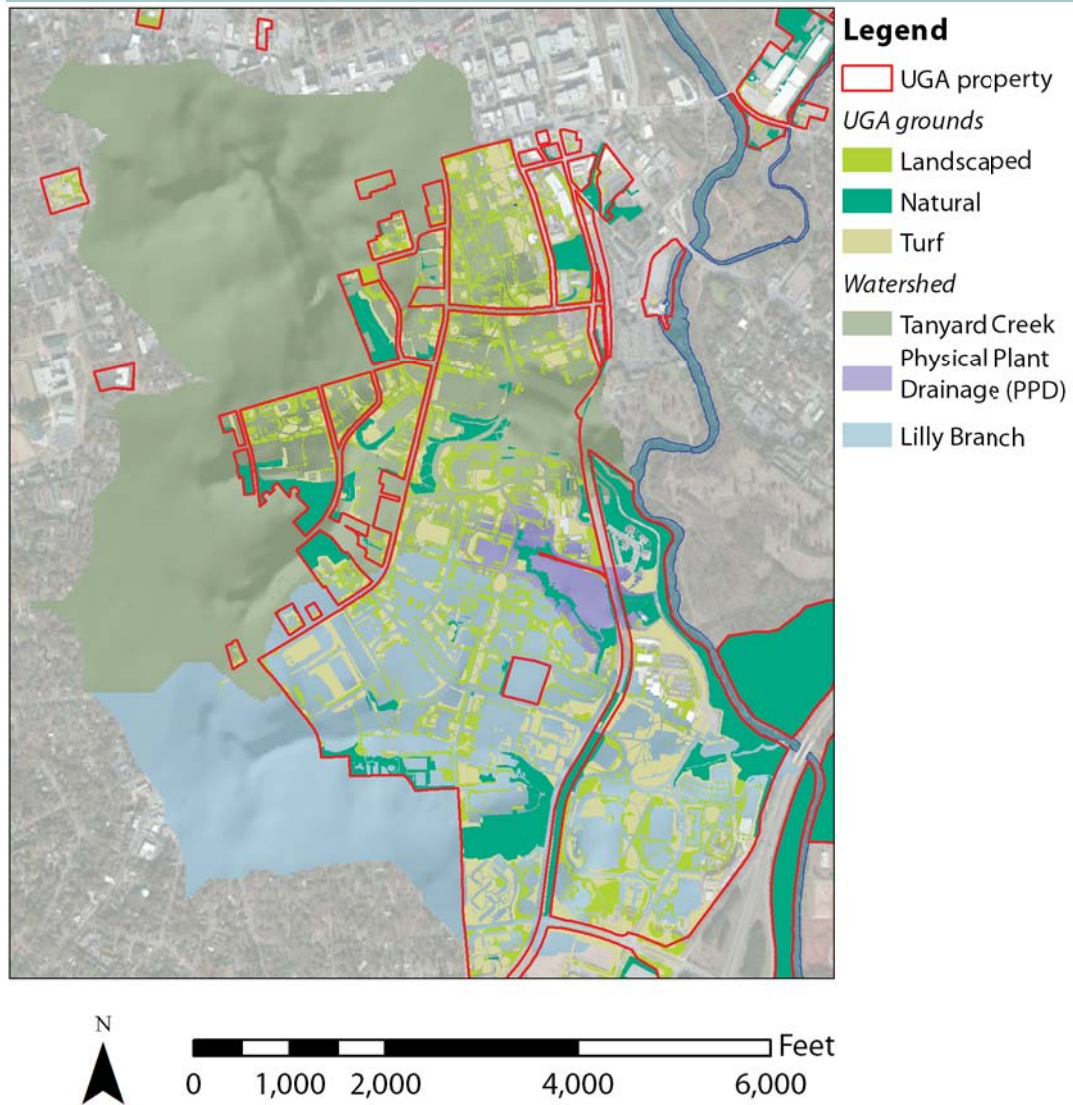 Legend
UGA property
UGA grounds
Landscaped
Natural
Turf
Watershed
Tanyard Creek
Physical Plant
Drainage (PPD)
Lilly Branch
N
Feet
0 1,000 2,000 4,000 6,000